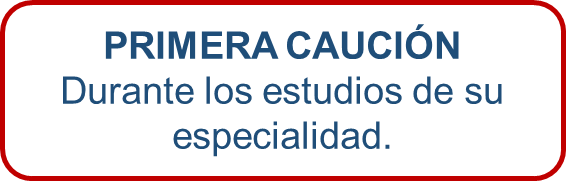 PRIMERA CAUCIÓN
Durante los estudios de su
especialidad.